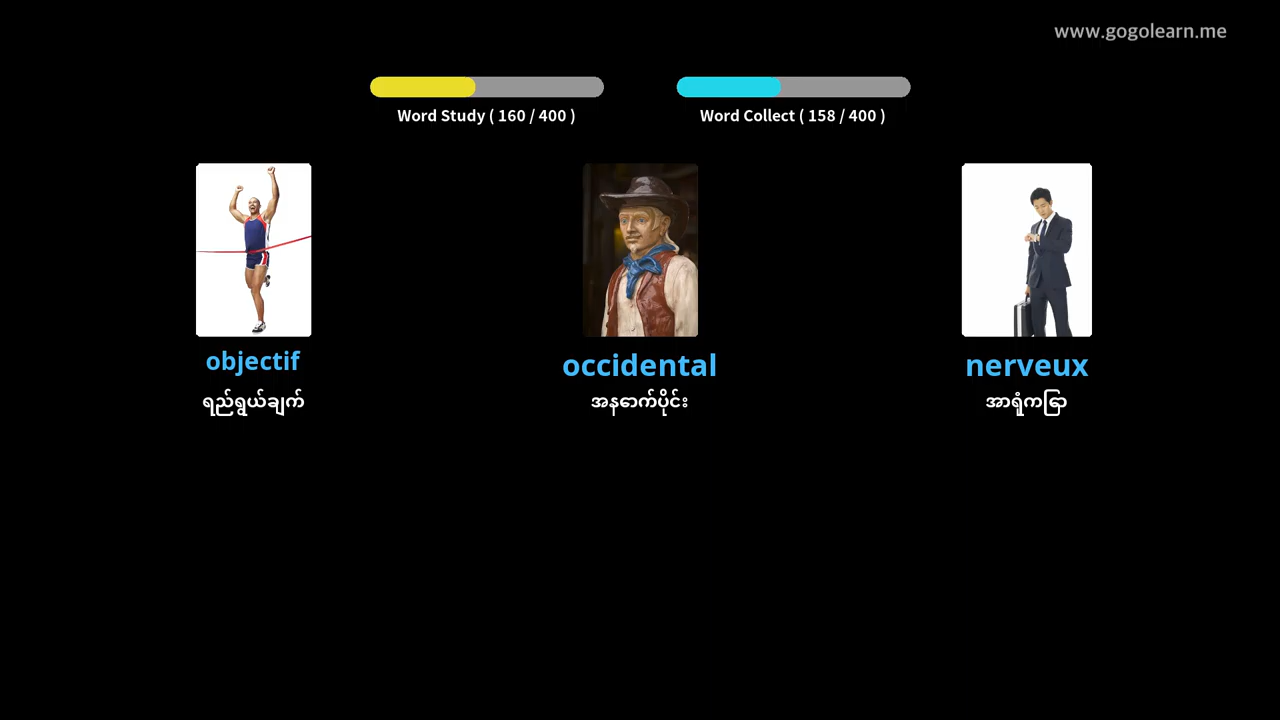 www.gogolearn.me
Word Study ( 160 / 400 )
Word Collect ( 158 / 400 )
objectif
occidental
nerveux
ရည်ရွယ်ချက်
အနောက်ပိုင်း
အာရုံကြော